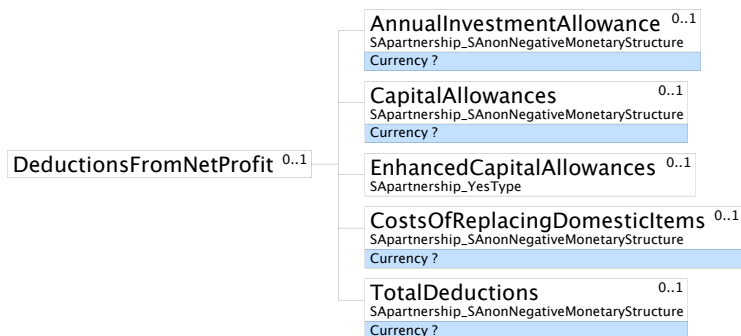 AnnualInvestmentAllowance 0..1
SApartnership_SAnonNegativeMonetaryStructure
Currency ?
CapitalAllowances 0..1
SApartnership_SAnonNegativeMonetaryStructure
Currency ?
DeductionsFromNetProfit 0..1
EnhancedCapitalAllowances 0..1
SApartnership_YesType
CostsOfReplacingDomesticItems 0..1
SApartnership_SAnonNegativeMonetaryStructure
Currency ?
TotalDeductions 0..1
SApartnership_SAnonNegativeMonetaryStructure
Currency ?